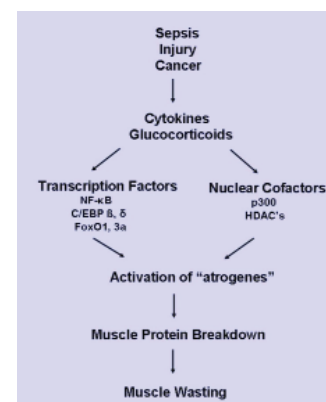 Sepsis
Injury
Cancer
Cytokines
Glucocorticoids
Transcription Factors
NF-κB
C/EBP ß, δ
FoxO1, 3a
Nuclear Cofactors
p300
HDAC's
Activation of “atrogenes”
Muscle Protein Breakdown
Muscle Wasting